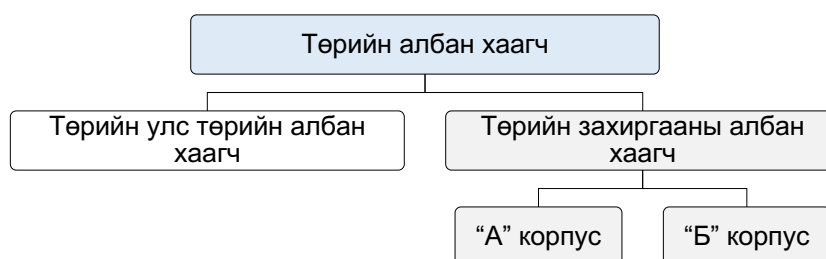 Төрийн албан хаагч
Төрийн улс төрийн албан
хаагч
Төрийн захиргааны албан
хаагч
“А” корпус
“Б” корпус